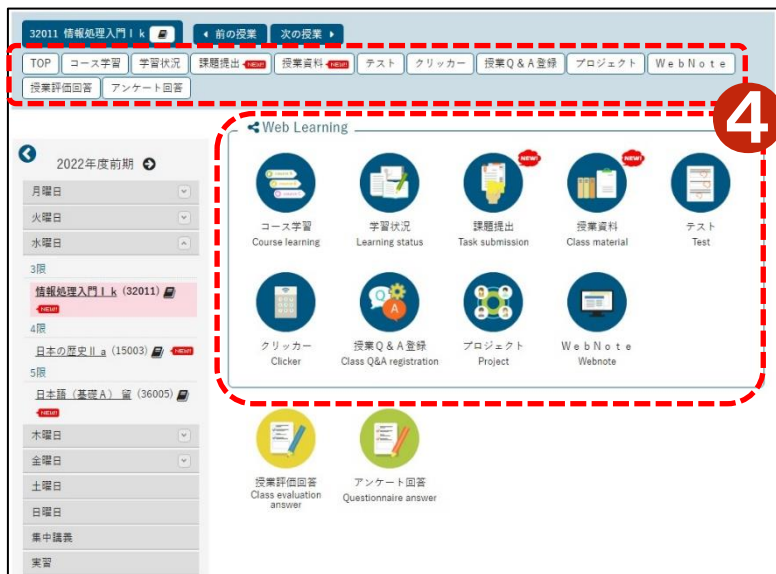 32011 情報処理入門Ⅰk
前の授業
次の授業
TOP
コース学習
学習状況
課題提出 NEW!
授業資料 NEW!
テスト
クリッカー
授業Q&A登録
プロジェクト
WebNote
授業評価回答
アンケート回答
4
2022年度前期
月曜日
火曜日
水曜日
3限
情報処理入門Ⅰk (32011)
NEW!
4限
日本の歴史Ⅱa (15003) NEW!
5限
日本語(基礎A) 留 (36005)
NEW!
木曜日
金曜日
土曜日
日曜日
集中講義
実習
Web Learning
NEW!
NEW!
コース学習
Course learning
学習状況
Learning status
課題提出
Task submission
授業資料
Class material
テスト
Test
Q
A
クリッカー
Clicker
授業Q&A登録
Class Q&A registration
プロジェクト
Project
WebNote
Webnote
授業評価回答
Class evaluation
answer
アンケート回答
Questionnaire answer